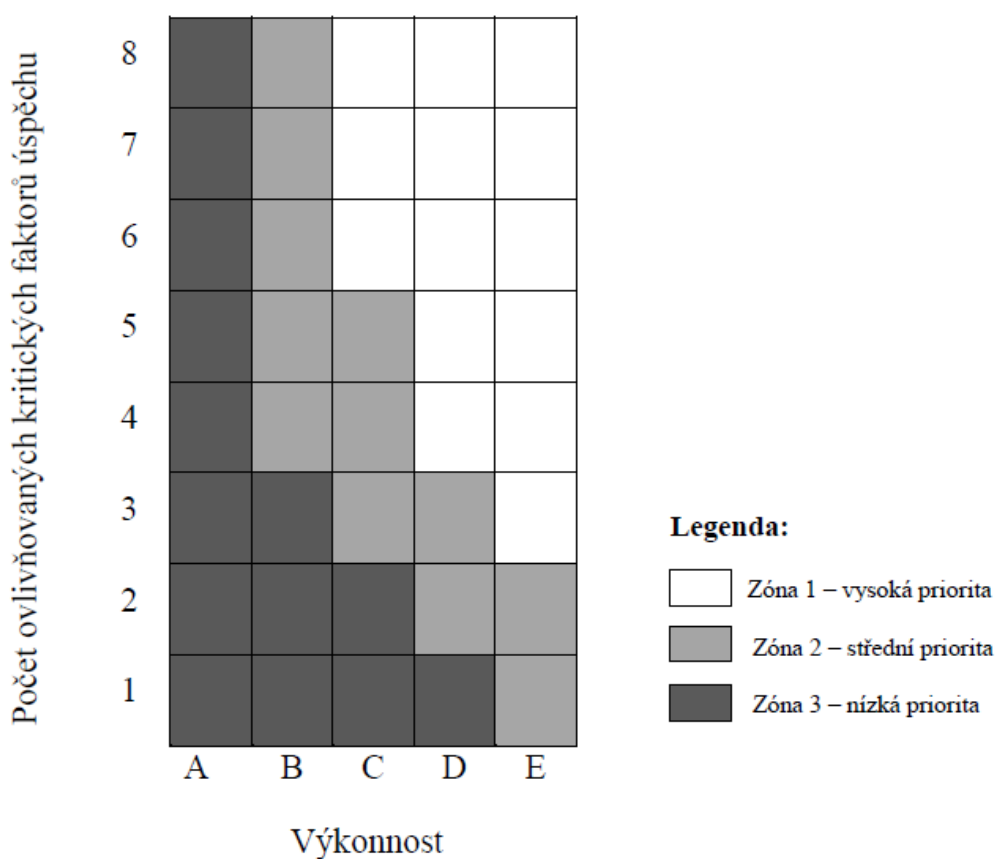 Počet ovlivňovaných kritických faktorů úspěchu
8
7
6
5
4
3
2
1
A B C D E
Výkonnost
Legenda:
Zóna 1 – vysoká priorita
Zóna 2 – střední priorita
Zóna 3 – nízká priorita